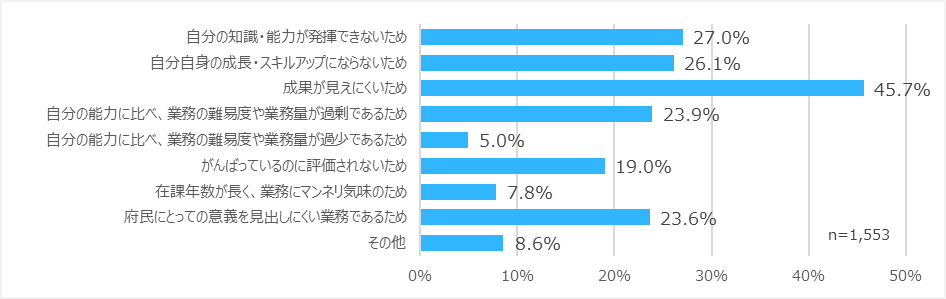 自分の知識・能力が発揮できないため 27.0%
自分自身の成長・スキルアップにならないため 26.1%
成果が見えにくいため 45.7%
自分の能力に比べ、業務の難易度や業務量が過剰であるため 23.9%
自分の能力に比べ、業務の難易度や業務量が過少であるため 5.0%
がんばっているのに評価されないため 19.0%
在課年数が長く、業務にマンネリ気味のため 7.8%
府民にとっての意義を見出しにくい業務であるため 23.6%
その他 8.6%
n=1,553
0% 10% 20% 30% 40% 50%